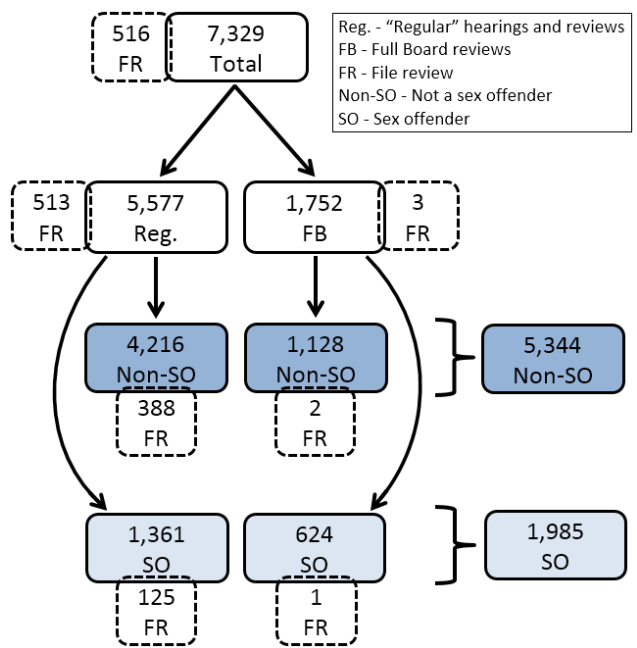 516
FR
7,329
Total
Reg. - “Regular” hearings and reviews
FB - Full Board reviews
FR - File review
Non-SO - Not a sex offender
SO - Sex offender
513
FR
5,577
Reg.
1,752
FB
3
FR
4,216
Non-SO
388
FR
1,128
Non-SO
2
FR
5,344
Non-SO
1,361
SO
125
FR
624
SO
1
FR
1,985
SO